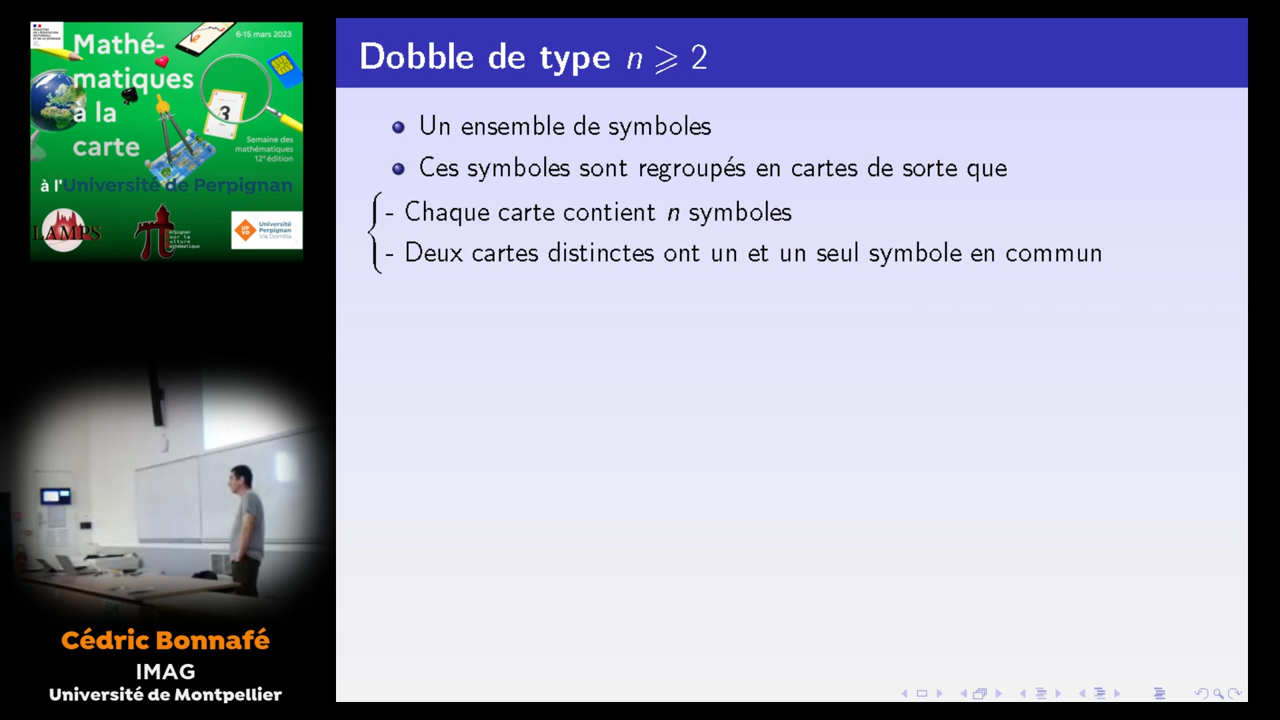 6-15 mars 2023
Mathé-
matiques
à la
carte
3
Semaine des
mathématiques
12e édition
à l'Université de Perpignan
LAMPS
Université
Perpignan
Via Domitia
Cédric Bonnafé
IMAG
Université de Montpellier
Dobble de type n ⩾ 2
Un ensemble de symboles
Ces symboles sont regroupés en cartes de sorte que
- Chaque carte contient n symboles
- Deux cartes distinctes ont un et un seul symbole en commun